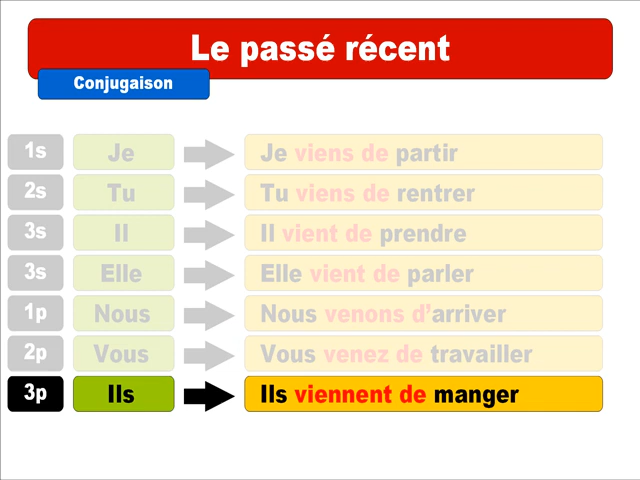 Le passé récent
Conjugaison
1s Je Je viens de partir
2s Tu Tu viens de rentrer
3s Il Il vient de prendre
3s Elle Elle vient de parler
1p Nous Nous venons d'arriver
2p Vous Vous venez de travailler
3p Ils Ils viennent de manger